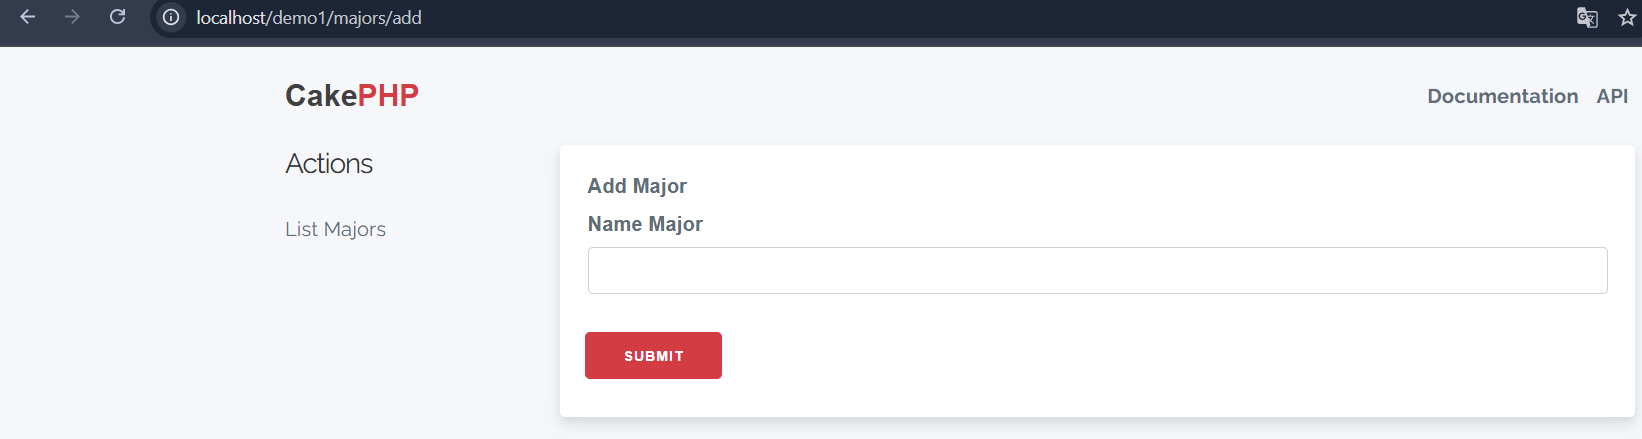 localhost/demo1/majors/add
CakePHP
Documentation API
Actions
List Majors
Add Major
Name Major
SUBMIT